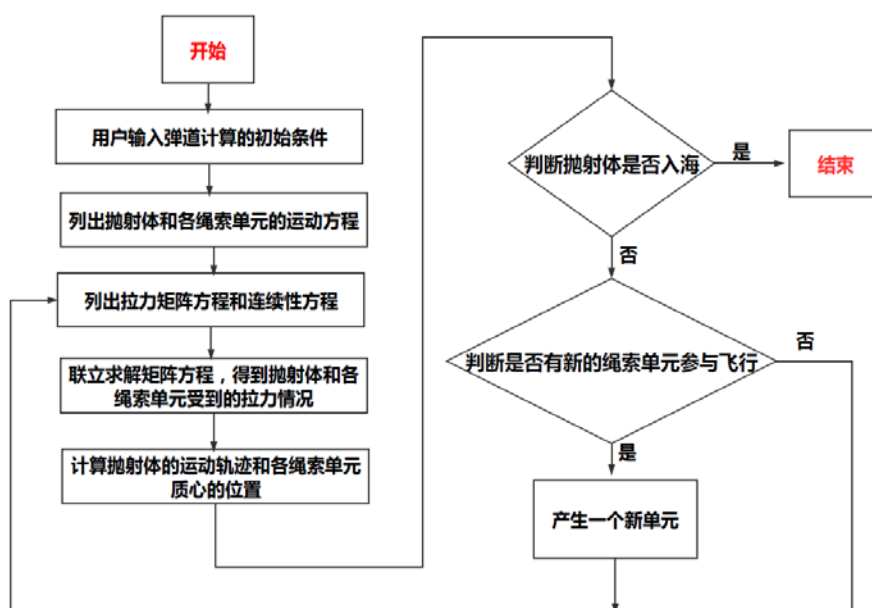 开始
用户输入弹道计算的初始条件
列出抛射体和各绳索单元的运动方程
列出拉力矩阵方程和连续性方程
联立求解矩阵方程，得到抛射体和各
绳索单元受到的拉力情况
计算抛射体的运动轨迹和各绳索单元
质心的位置
判断抛射体是否入海
是
结束
否
判断是否有新的绳索单元参与飞行
否
是
产生一个新单元